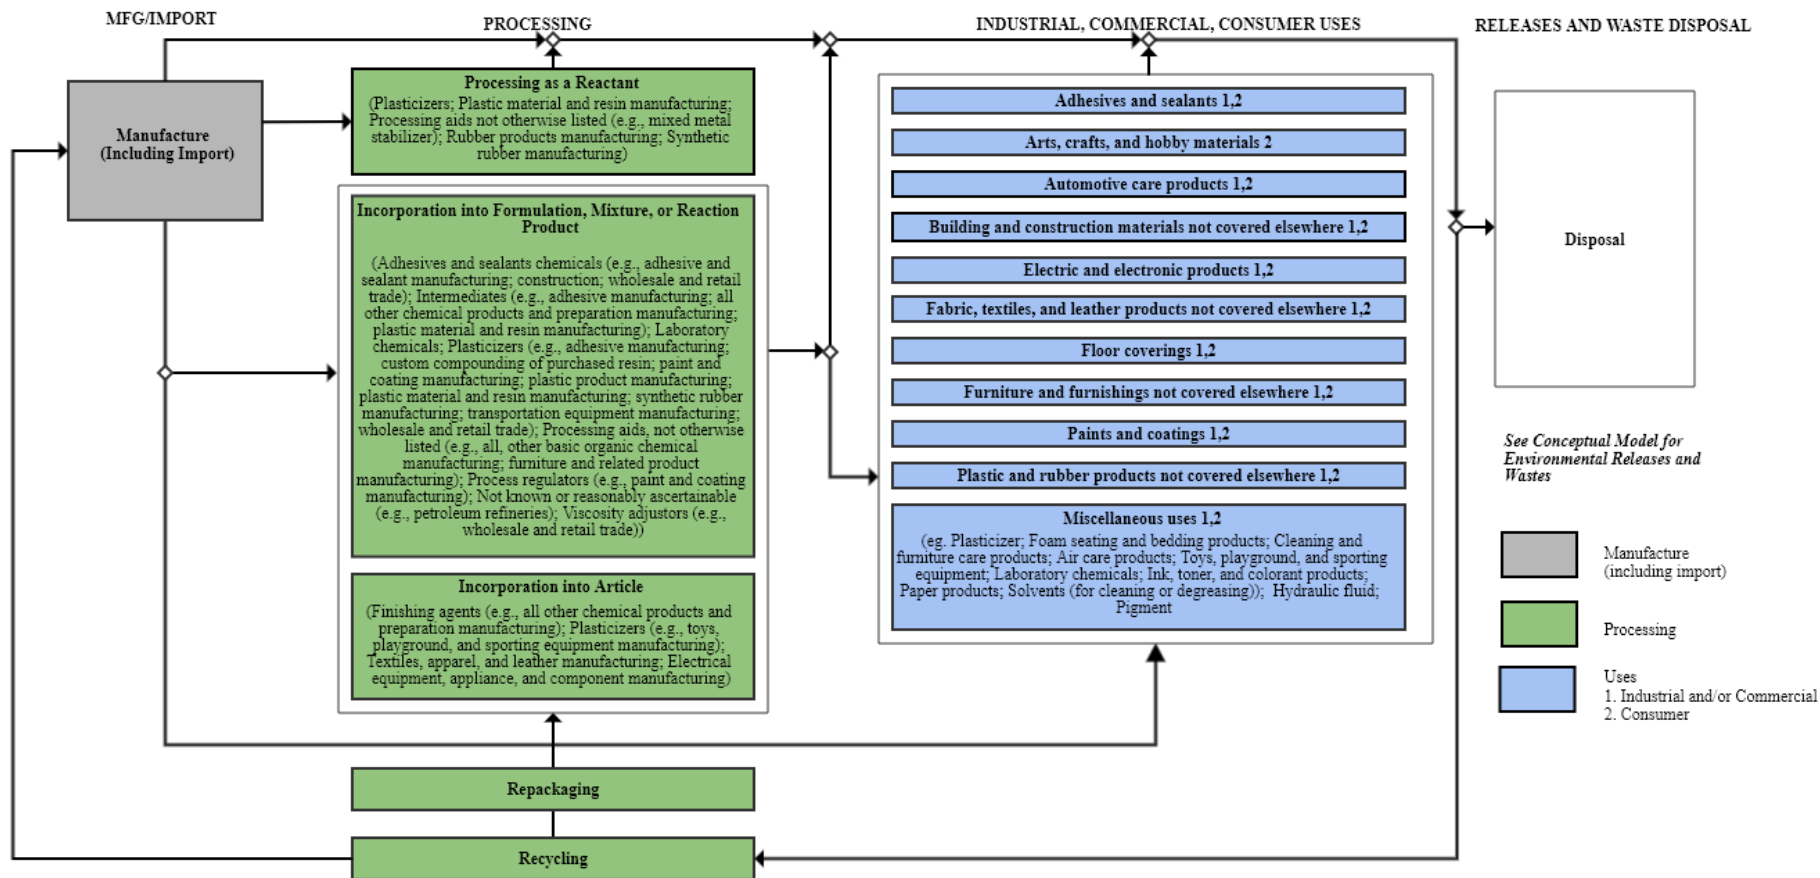 MFG/IMPORT
PROCESSING
INDUSTRIAL, COMMERCIAL, CONSUMER USES
RELEASES AND WASTE DISPOSAL
Manufacture
(Including Import)
Processing as a Reactant
(Plasticizers; Plastic material and resin manufacturing;
Processing aids not otherwise listed (e.g., mixed metal
stabilizer); Rubber products manufacturing; Synthetic
rubber manufacturing)
Incorporation into Formulation, Mixture, or Reaction
Product
(Adhesives and sealants chemicals (e.g., adhesive and
sealant manufacturing; construction; wholesale and retail
trade); Intermediates (e.g., adhesive manufacturing; all
other chemical products and preparation manufacturing;
plastic material and resin manufacturing); Laboratory
chemicals; Plasticizers (e.g., adhesive manufacturing;
custom compounding of purchased resin; paint and
coating manufacturing; plastic product manufacturing;
plastic material and resin manufacturing; synthetic rubber
manufacturing; transportation equipment manufacturing;
wholesale and retail trade); Processing aids, not otherwise
listed (e.g., all, other basic organic chemical
manufacturing; furniture and related product
manufacturing); Process regulators (e.g., paint and coating
manufacturing); Not known or reasonably ascertainable
(e.g., petroleum refineries); Viscosity adjustors (e.g.,
wholesale and retail trade))
Incorporation into Article
(Finishing agents (e.g., all other chemical products and
preparation manufacturing); Plasticizers (e.g., toys,
playground, and sporting equipment manufacturing);
Textiles, apparel, and leather manufacturing; Electrical
equipment, appliance, and component manufacturing)
Repackaging
Recycling
Adhesives and sealants 1,2
Arts, crafts, and hobby materials 2
Automotive care products 1,2
Building and construction materials not covered elsewhere 1,2
Electric and electronic products 1,2
Fabric, textiles, and leather products not covered elsewhere 1,2
Floor coverings 1,2
Furniture and furnishings not covered elsewhere 1,2
Paints and coatings 1,2
Plastic and rubber products not covered elsewhere 1,2
Miscellaneous uses 1,2
(eg. Plasticizer; Foam seating and bedding products; Cleaning and
furniture care products; Air care products; Toys, playground, and sporting
equipment; Laboratory chemicals; Ink, toner, and colorant products;
Paper products; Solvents (for cleaning or degreasing)); Hydraulic fluid;
Pigment
Disposal
See Conceptual Model for
Environmental Releases and
Wastes
Manufacture
(including import)
Processing
Uses
1. Industrial and/or Commercial
2. Consumer